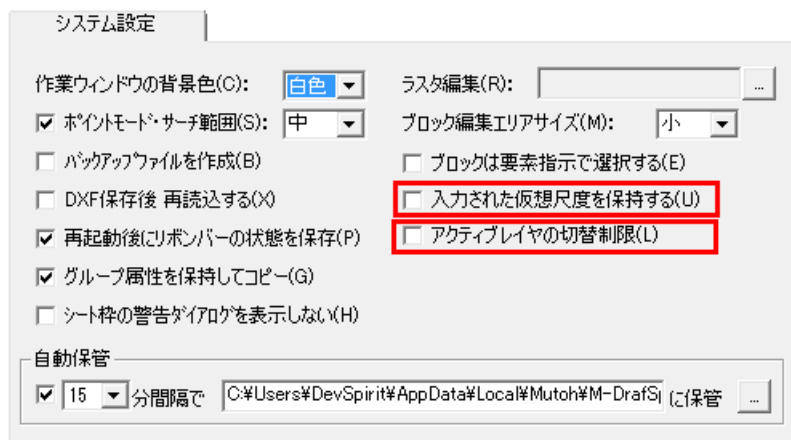 システム設定
作業ウィンドウの背景色(C): 白色
ラスタ編集(R): ...
ポイントモード・サーチ範囲(S): 中
ブロック編集エリアサイズ(M): 小
バックアップファイルを作成(B)
ブロックは要素指示で選択する(E)
DXF保存後 再読込する(X)
入力された仮想尺度を保持する(U)
再起動後にリボンバーの状態を保存(P)
アクティブレイヤの切替制限(L)
グループ属性を保持してコピー(G)
シート枠の警告ダイアログを表示しない(H)
自動保管
15 分間隔で C:¥Users¥DevSpirit¥AppData¥Local¥Mutoh¥M-DrafS に保管 ...